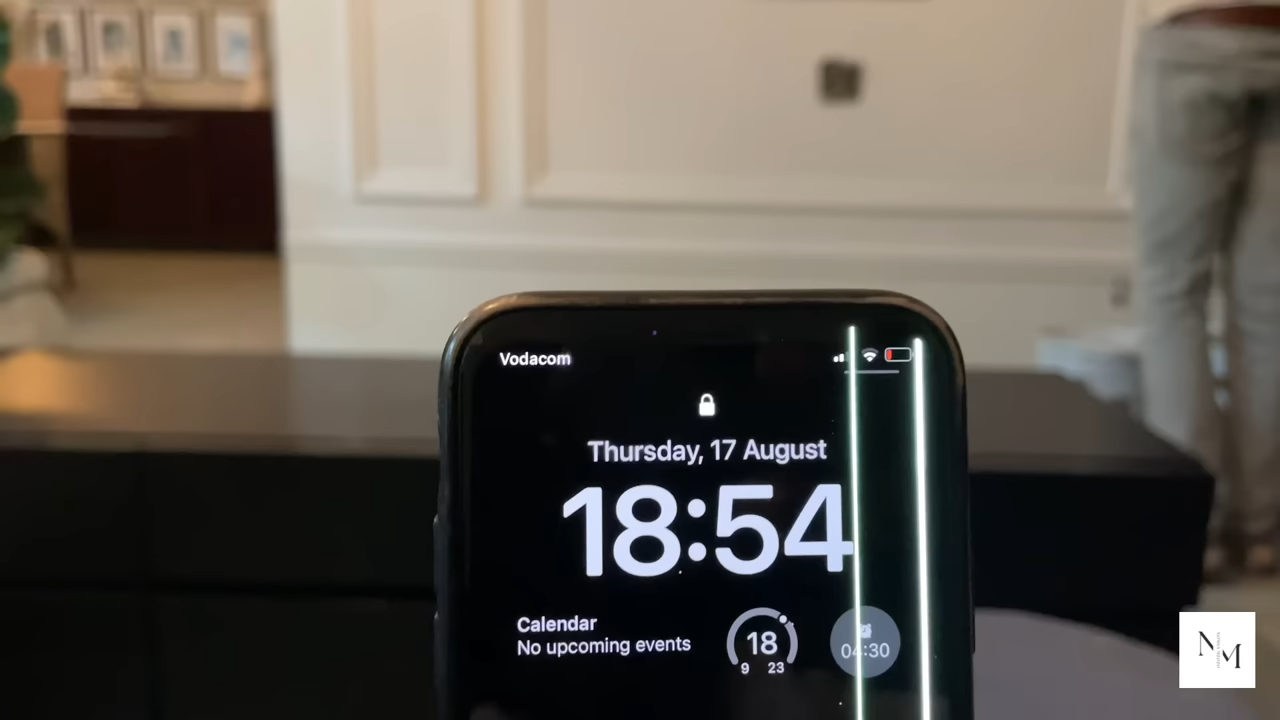 Vodacom
Thursday, 17 August
18:54
Calendar
No upcoming events
18
9 23
04:30
N M